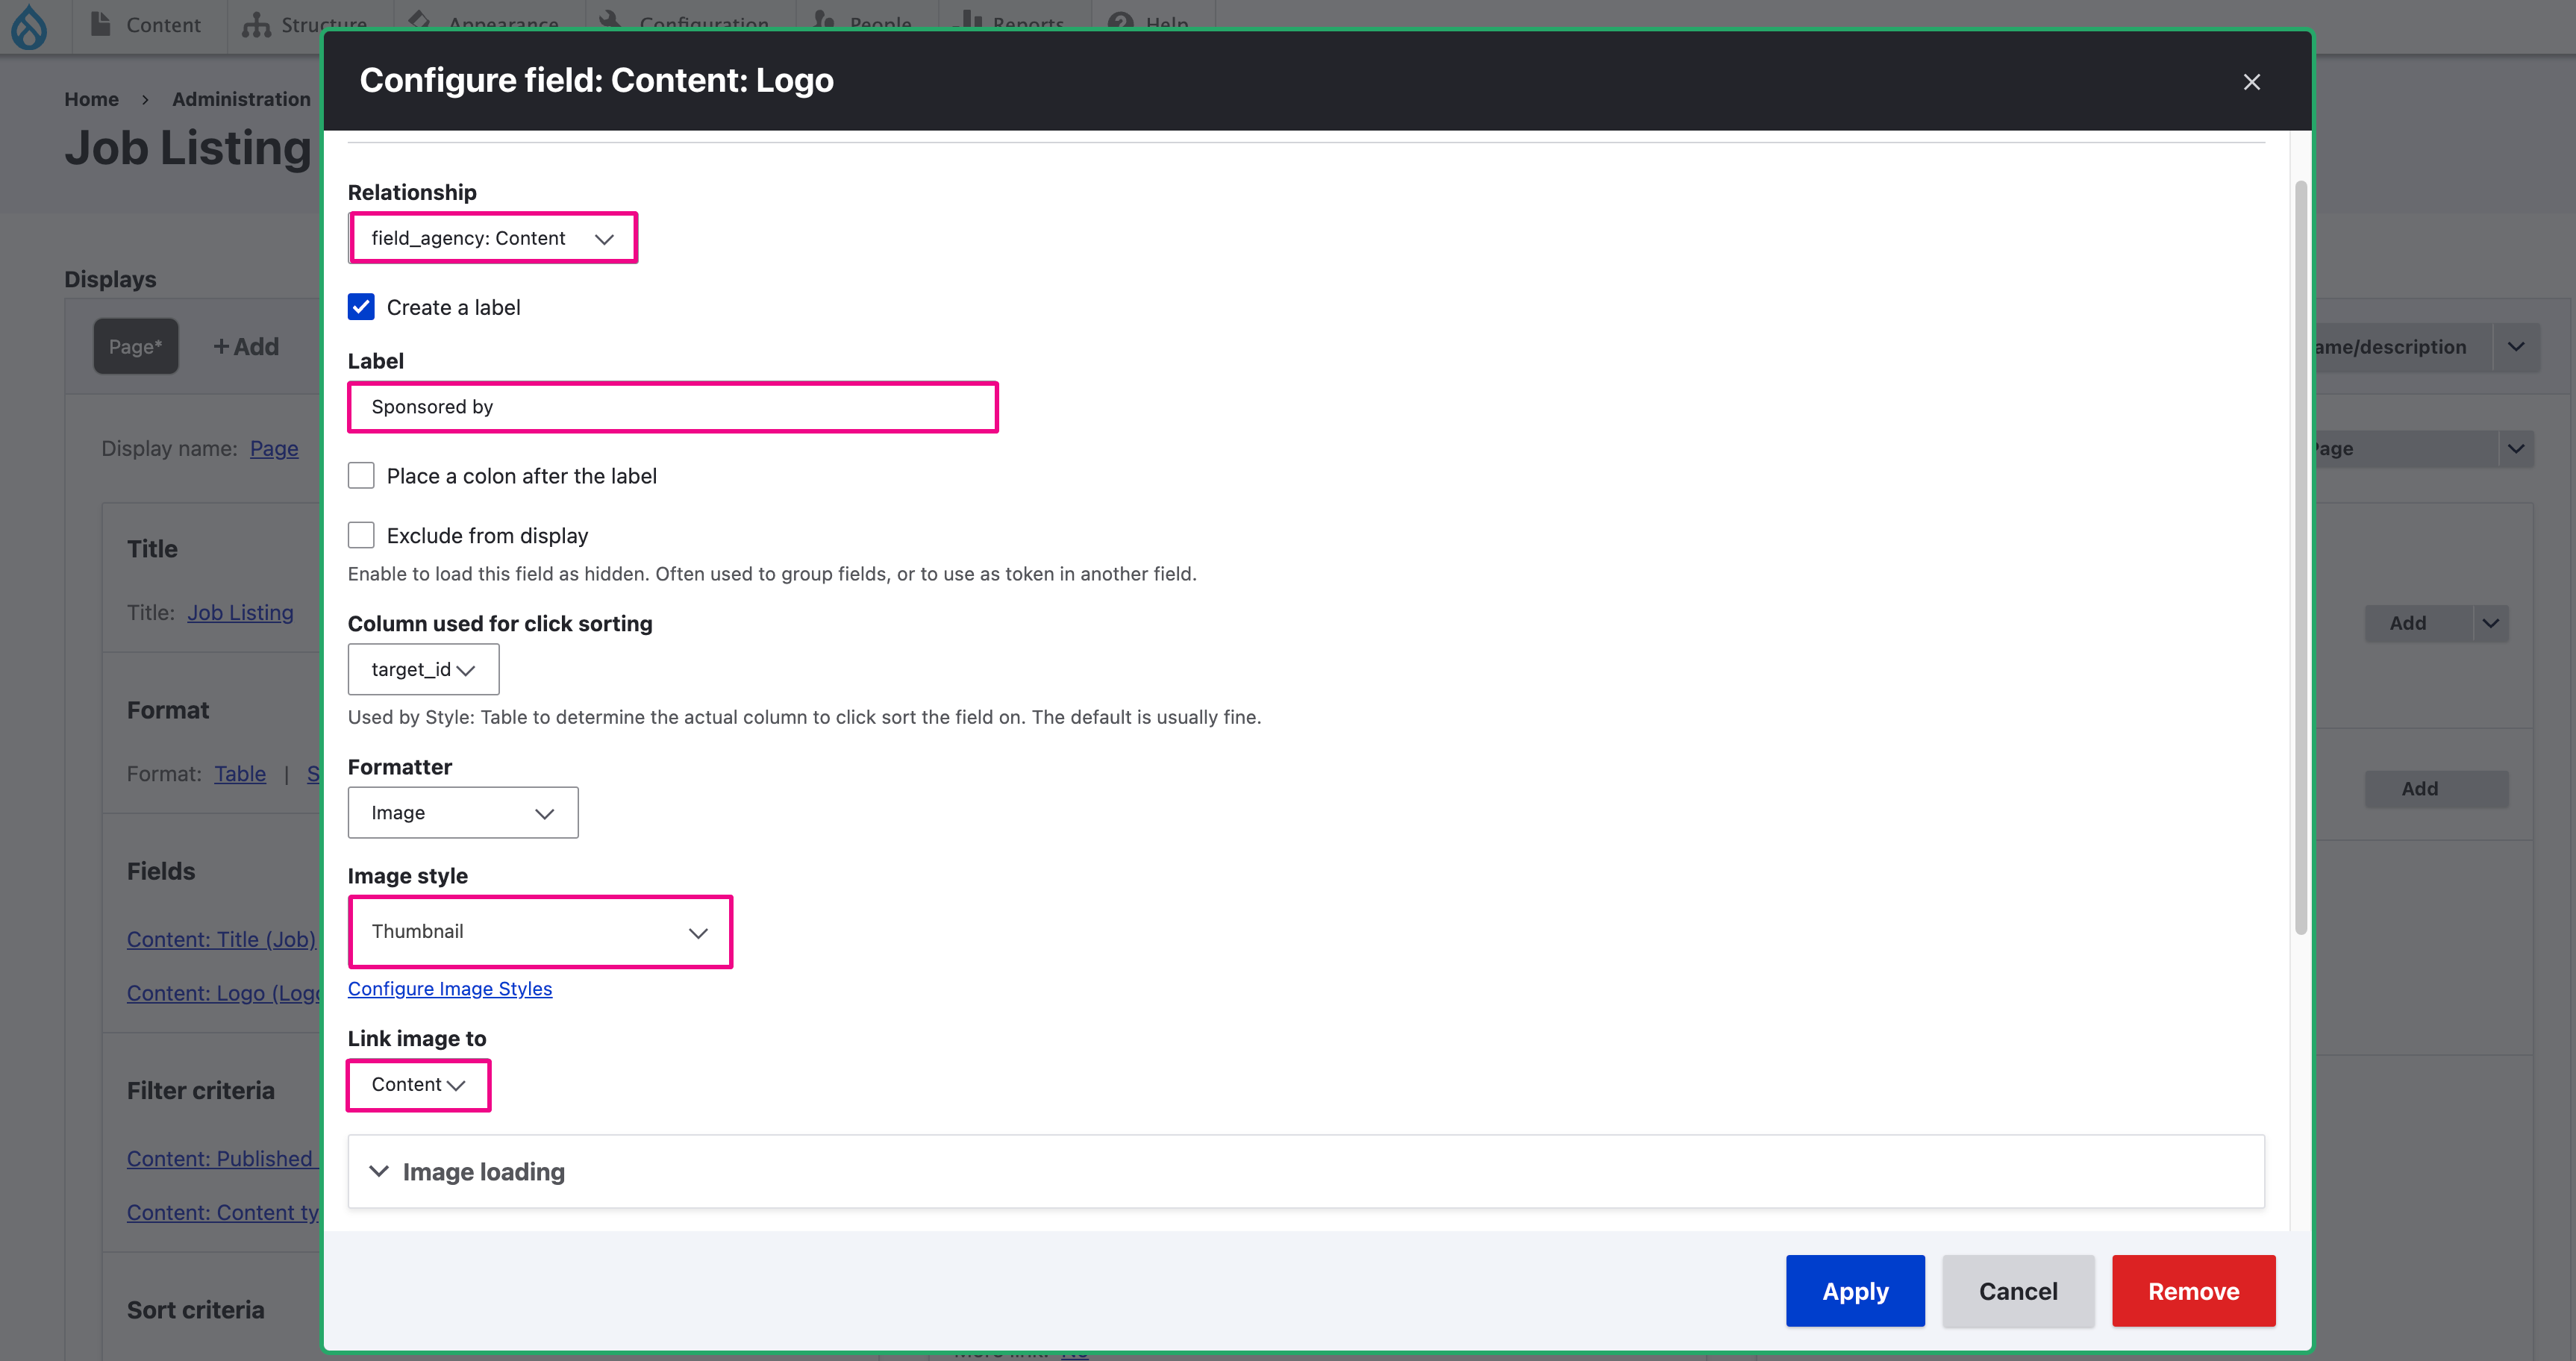 Content Structure Appearance Configuration People Reports Help
Configure field: Content: Logo
Home > Administration
Job Listing
Relationship
field_agency: Content
Displays
Create a label
Page* +Add
Label
Sponsored by
Display name: Page
Place a colon after the label
Exclude from display
Title
Enable to load this field as hidden. Often used to group fields, or to use as token in another field.
Title: Job Listing
Add
Column used for click sorting
target_id
Used by Style: Table to determine the actual column to click sort the field on. The default is usually fine.
Format
Format: Table | S
Add
Formatter
Image
Fields
Image style
Content: Title (Job)
Thumbnail
Content: Logo (Logo
Configure Image Styles
Link image to
Filter criteria
Content
Content: Published
Image loading
Content: Content ty
Sort criteria
Apply Cancel Remove
No